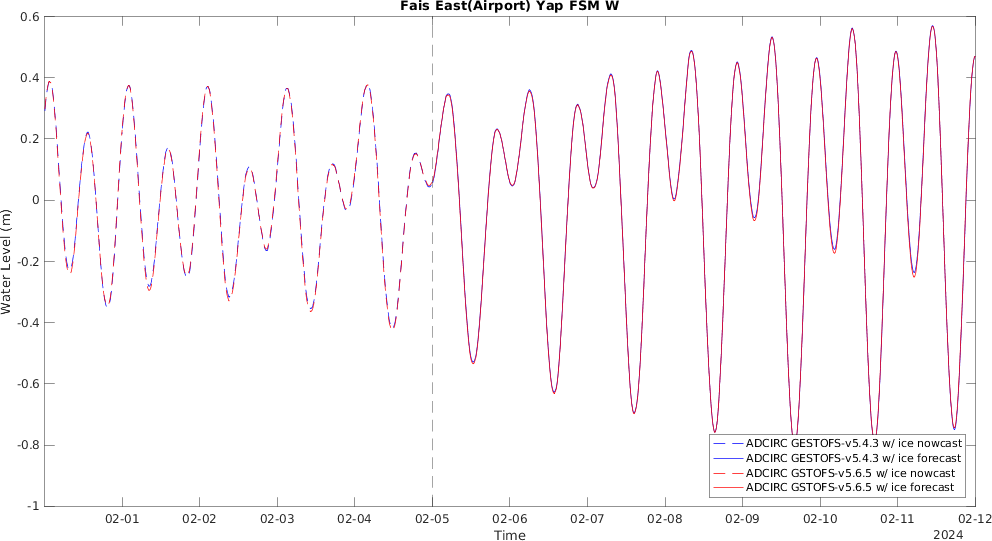 Fais East(Airport) Yap FSM W
0.6
0.4
0.2
0
-0.2
-0.4
-0.6
-0.8
-1
Water Level (m)
02-01 02-02 02-03 02-04 02-05 02-06 02-07 02-08 02-09 02-10 02-11 02-12
Time
2024
ADCIRC GESTOFS-v5.4.3 w/ ice nowcast
ADCIRC GESTOFS-v5.4.3 w/ ice forecast
ADCIRC GSTOFS-v5.6.5 w/ ice nowcast
ADCIRC GSTOFS-v5.6.5 w/ ice forecast